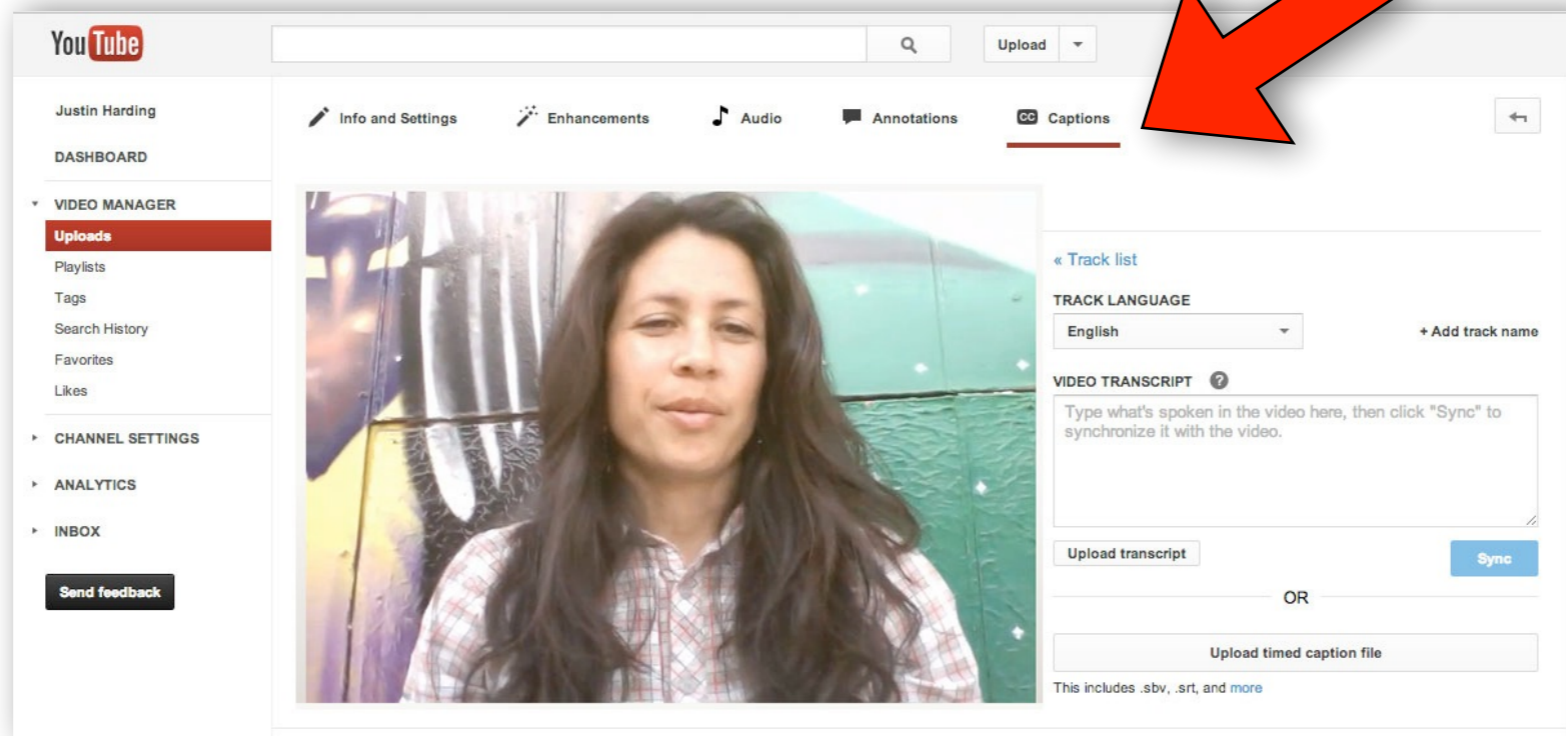 YouTube
Upload
Justin Harding
DASHBOARD
VIDEO MANAGER
Uploads
Playlists
Tags
Search History
Favorites
Likes
CHANNEL SETTINGS
ANALYTICS
INBOX
Send feedback
Info and Settings
Enhancements
Audio
Annotations
CC Captions
« Track list
TRACK LANGUAGE
English
+ Add track name
VIDEO TRANSCRIPT ?
Type what's spoken in the video here, then click "Sync" to
synchronize it with the video.
Upload transcript
Sync
OR
Upload timed caption file
This includes .sbv, .srt, and more